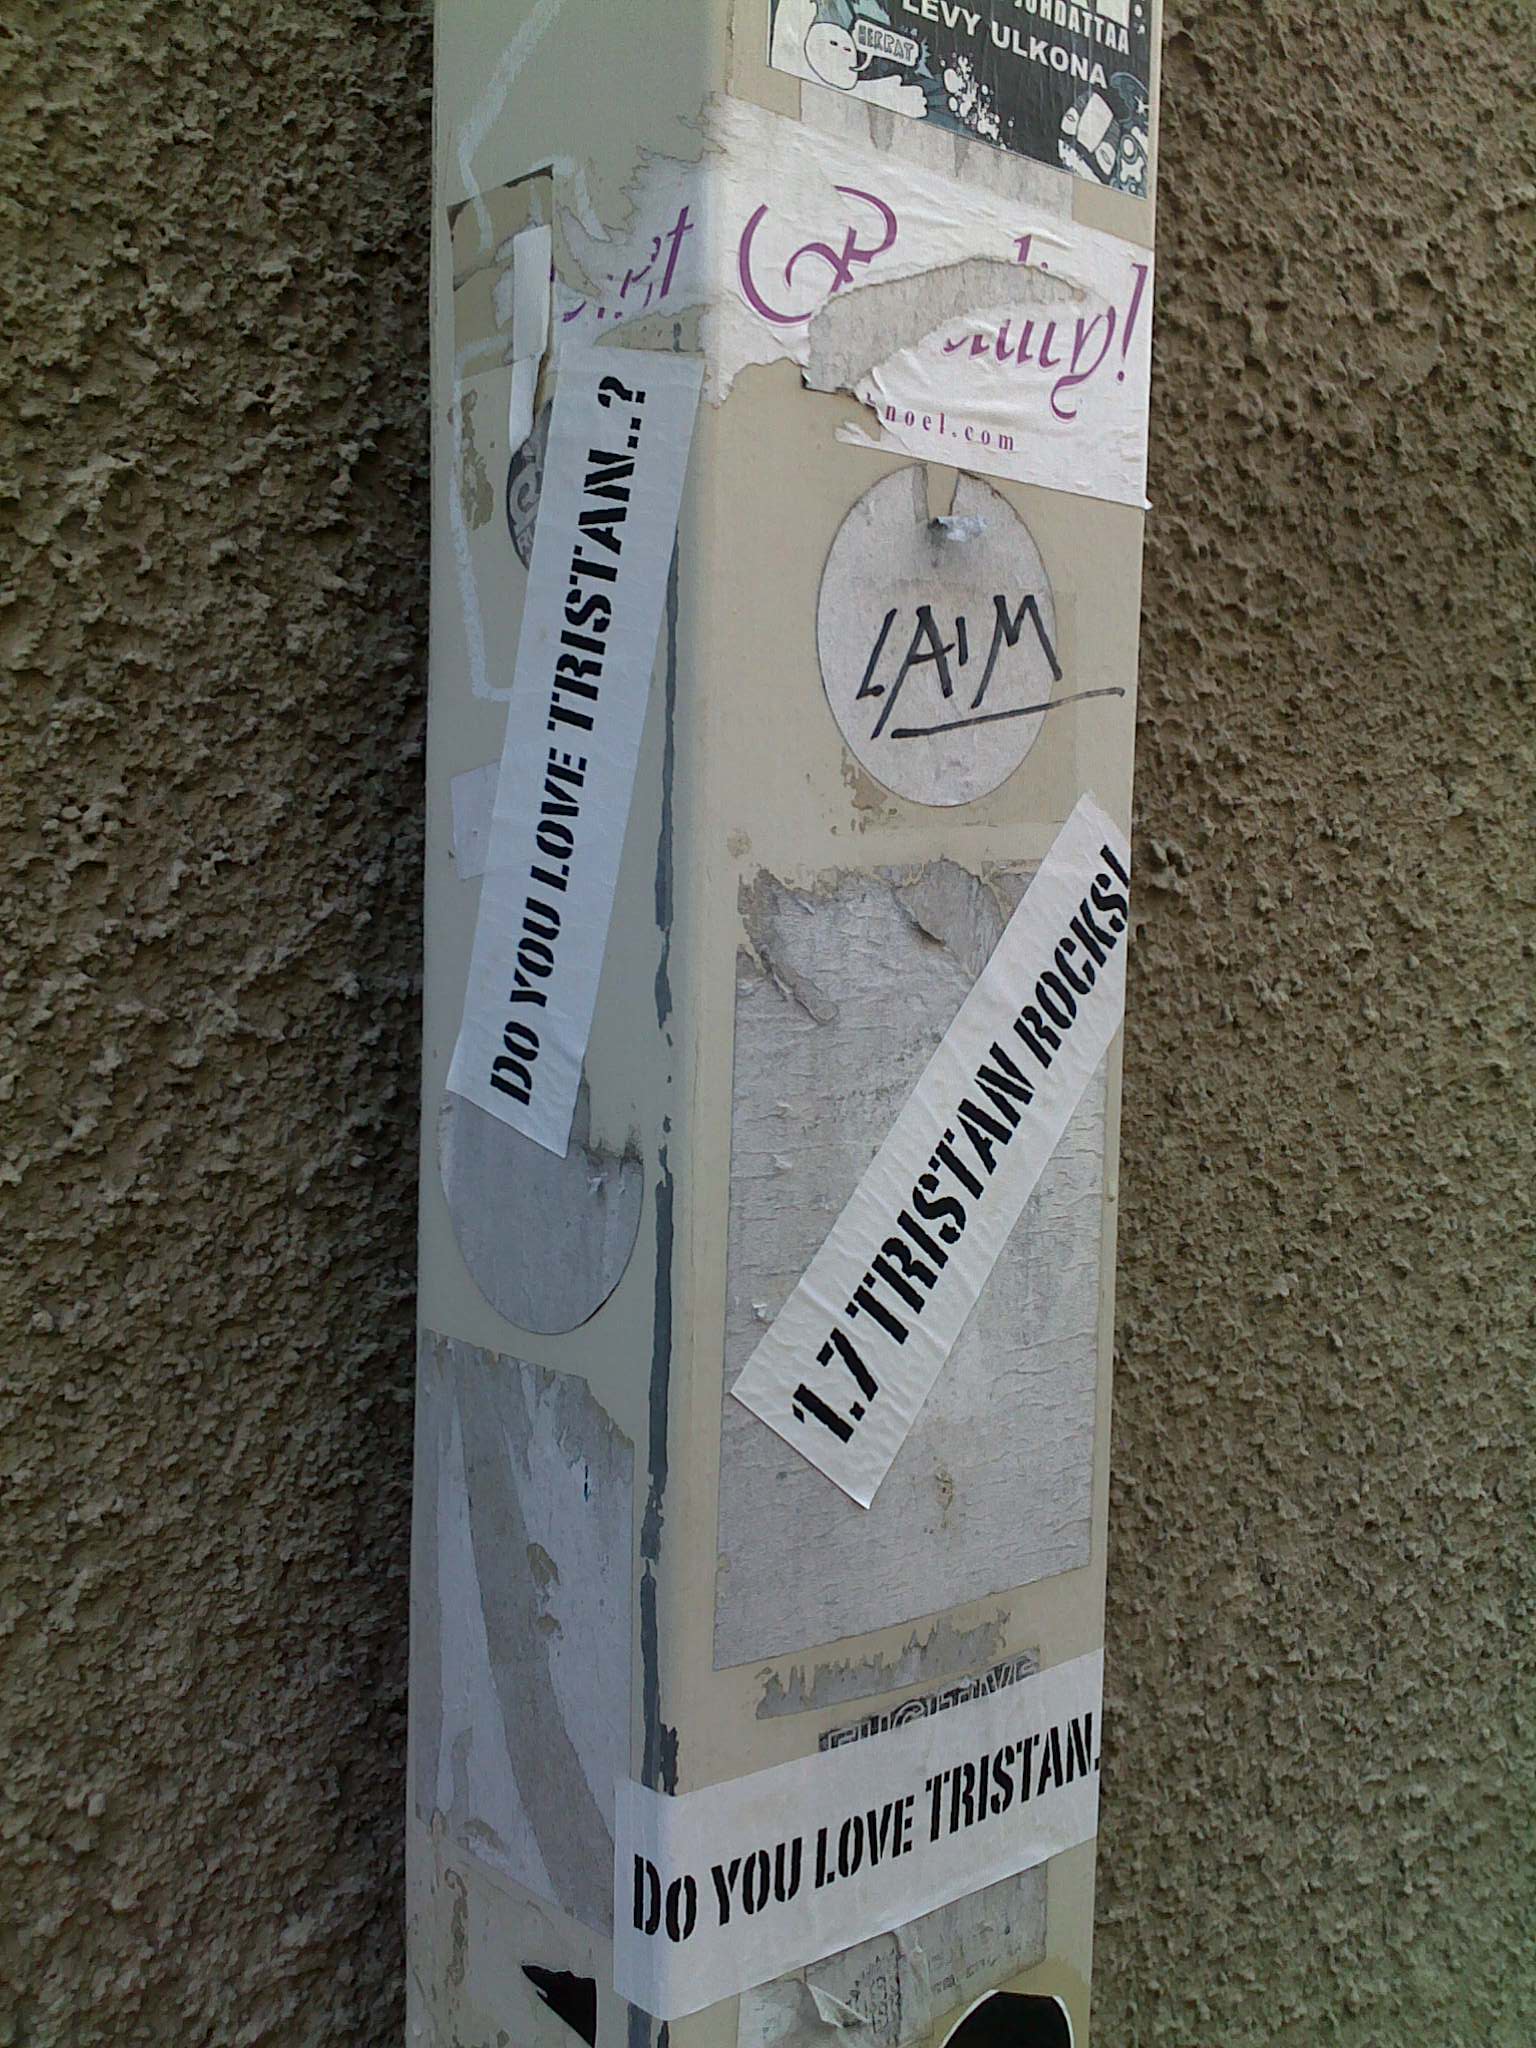 LEVY ULKONA
HERRAT
noel.com
DO YOU LOVE TRISTAN..?
LAIM
1.7 TRISTAN ROCKS!
DO YOU LOVE TRISTAN.